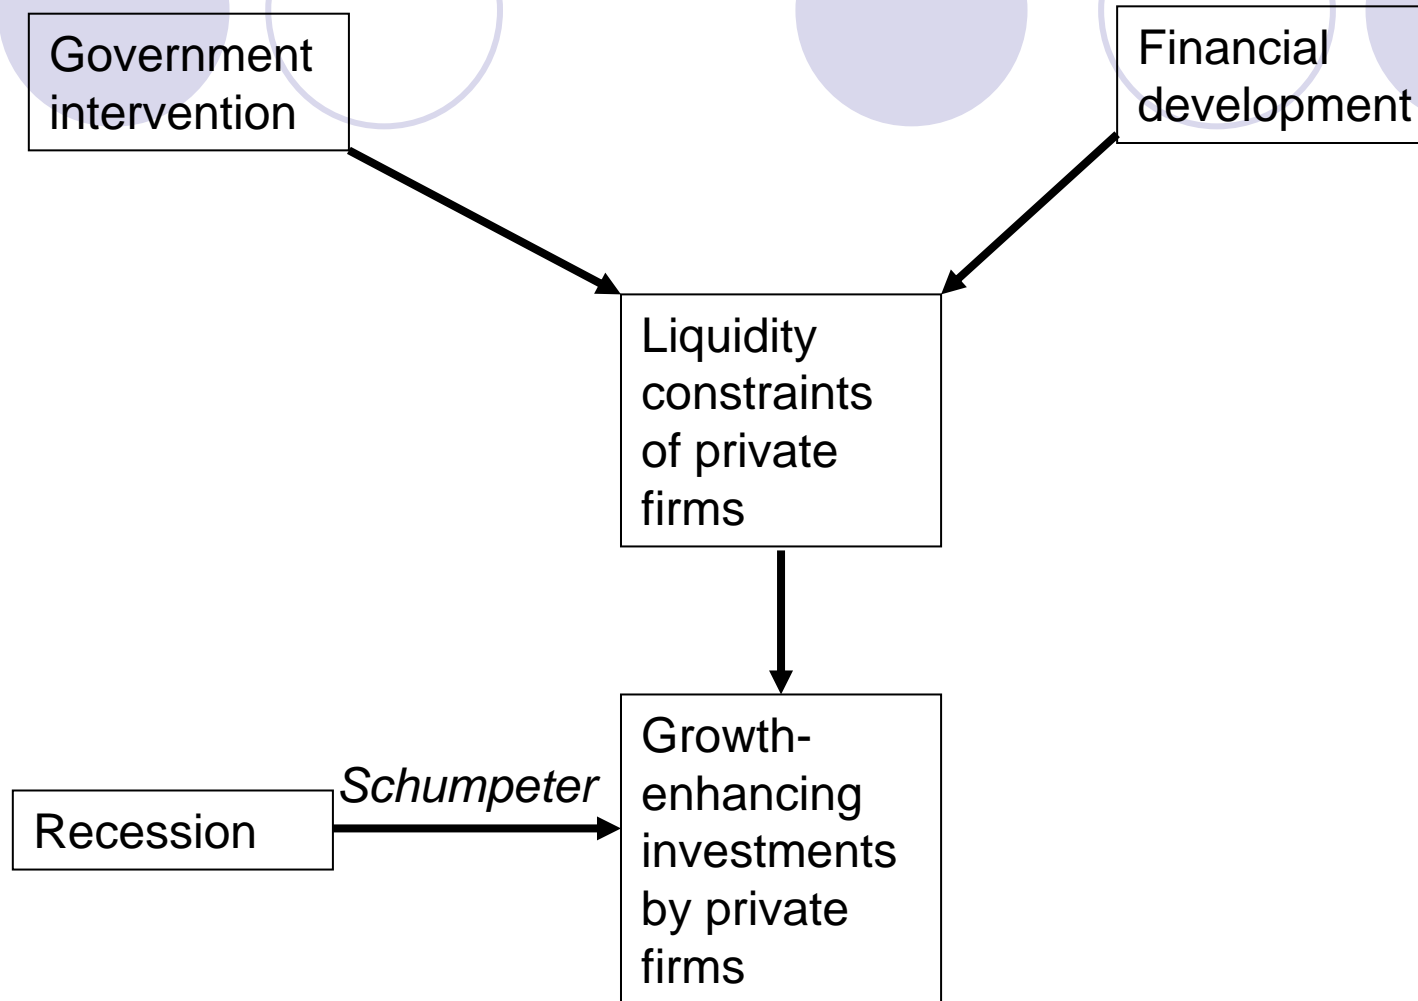 Government
intervention
Financial
development
Liquidity
constraints
of private
firms
Schumpeter
Recession
Growth-
enhancing
investments
by private
firms